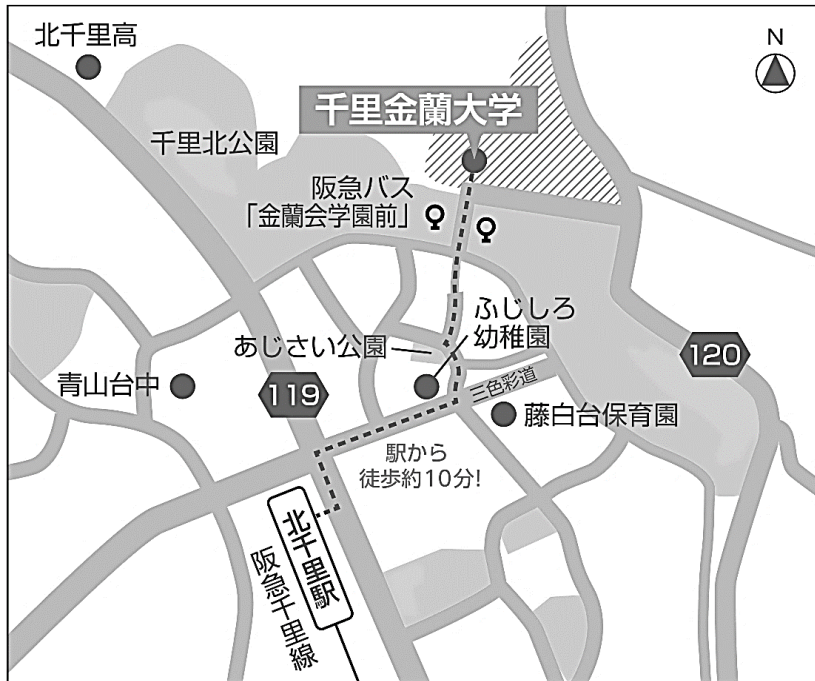 北千里高
N
千里金蘭大学
千里北公園
阪急バス
「金蘭会学園前」
ふじしろ
幼稚園
あじさい公園
120
青山台中
119
三色彩道
藤白台保育園
駅から
徒歩約10分!
北千里駅
阪急千里線